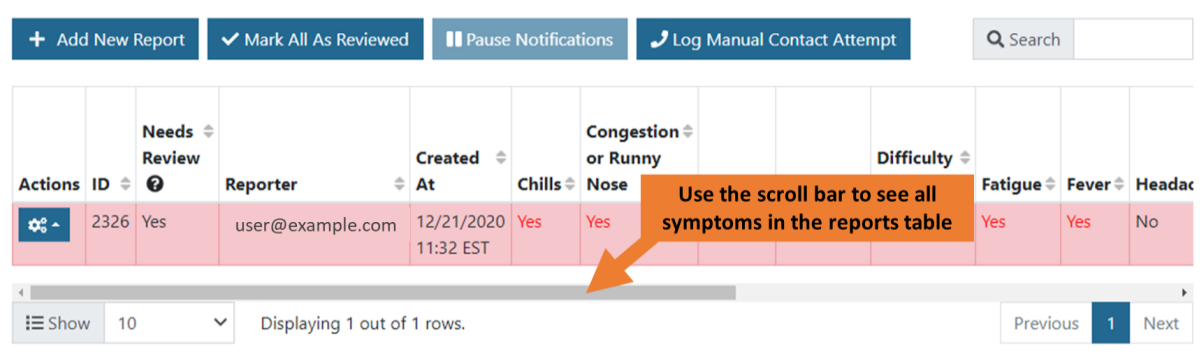 Add New Report Mark All As Reviewed Pause Notifications Log Manual Contact Attempt Search
Needs Congestion
Review Created or Runny Difficulty
Actions ID Reporter At Chills Nose Fatigue Fever Headac
Use the scroll bar to see all
symptoms in the reports table
2326 Yes user@example.com 12/21/2020 Yes Yes Yes Yes No
11:32 EST
Show 10 Displaying 1 out of 1 rows. Previous 1 Next